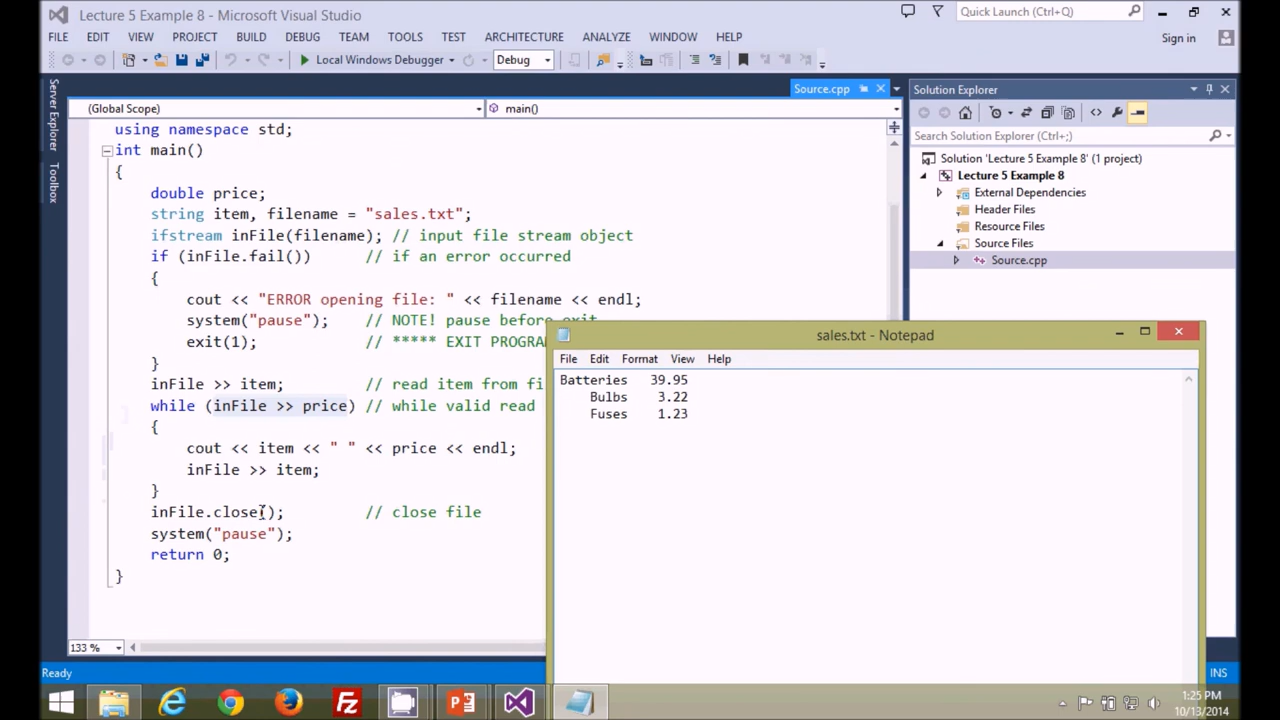 Lecture 5 Example 8 - Microsoft Visual Studio
Quick Launch (Ctrl+Q)
FILE EDIT VIEW PROJECT BUILD DEBUG TEAM TOOLS TEST ARCHITECTURE ANALYZE WINDOW HELP
Sign in
Local Windows Debugger
Debug
Server Explorer
Toolbox
Source.cpp
(Global Scope)
main()
using namespace std;
int main()
{
double price;
string item, filename = "sales.txt";
ifstream inFile(filename); // input file stream object
if (inFile.fail()) // if an error occurred
{
cout << "ERROR opening file: " << filename << endl;
system("pause"); // NOTE! pause before exit
exit(1); // ***** EXIT PROGRA
}
inFile >> item; // read item from fi
while (inFile >> price) // while valid read
{
cout << item << " " << price << endl;
inFile >> item;
}
inFile.close(); // close file
system("pause");
return 0;
}
133 %
Ready
Solution Explorer
Search Solution Explorer (Ctrl+;)
Solution 'Lecture 5 Example 8' (1 project)
Lecture 5 Example 8
External Dependencies
Header Files
Resource Files
Source Files
Source.cpp
sales.txt - Notepad
File Edit Format View Help
Batteries 39.95
Bulbs 3.22
Fuses 1.23
INS
1:25 PM
10/13/2014